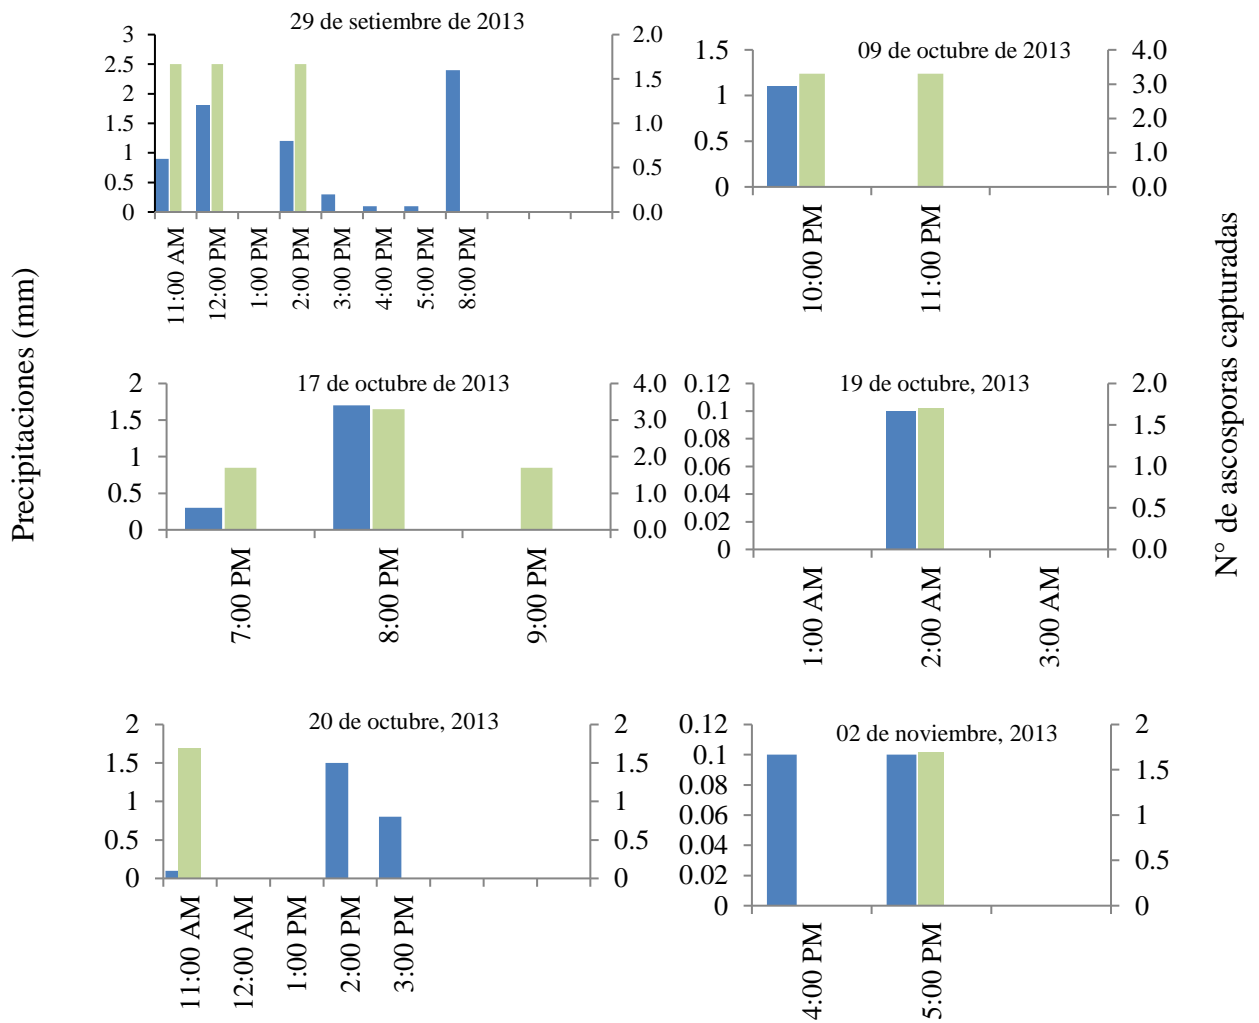 29 de setiembre de 2013
3
2.5
2
1.5
1
0.5
0
2.0
1.5
1.0
0.5
0.0
11:00 AM
12:00 PM
1:00 PM
2:00 PM
3:00 PM
4:00 PM
5:00 PM
8:00 PM
09 de octubre de 2013
1.5
1
0.5
0
4.0
3.0
2.0
1.0
0.0
10:00 PM
11:00 PM
Precipitaciones (mm)
N° de ascosporas capturadas
17 de octubre de 2013
2
1.5
1
0.5
0
4.0
3.0
2.0
1.0
0.0
7:00 PM
8:00 PM
9:00 PM
19 de octubre, 2013
0.12
0.1
0.08
0.06
0.04
0.02
0
2.0
1.5
1.0
0.5
0.0
1:00 AM
2:00 AM
3:00 AM
20 de octubre, 2013
2
1.5
1
0.5
0
2
1.5
1
0.5
0
11:00 AM
12:00 AM
1:00 PM
2:00 PM
3:00 PM
02 de noviembre, 2013
0.12
0.1
0.08
0.06
0.04
0.02
0
2
1.5
1
0.5
0
4:00 PM
5:00 PM